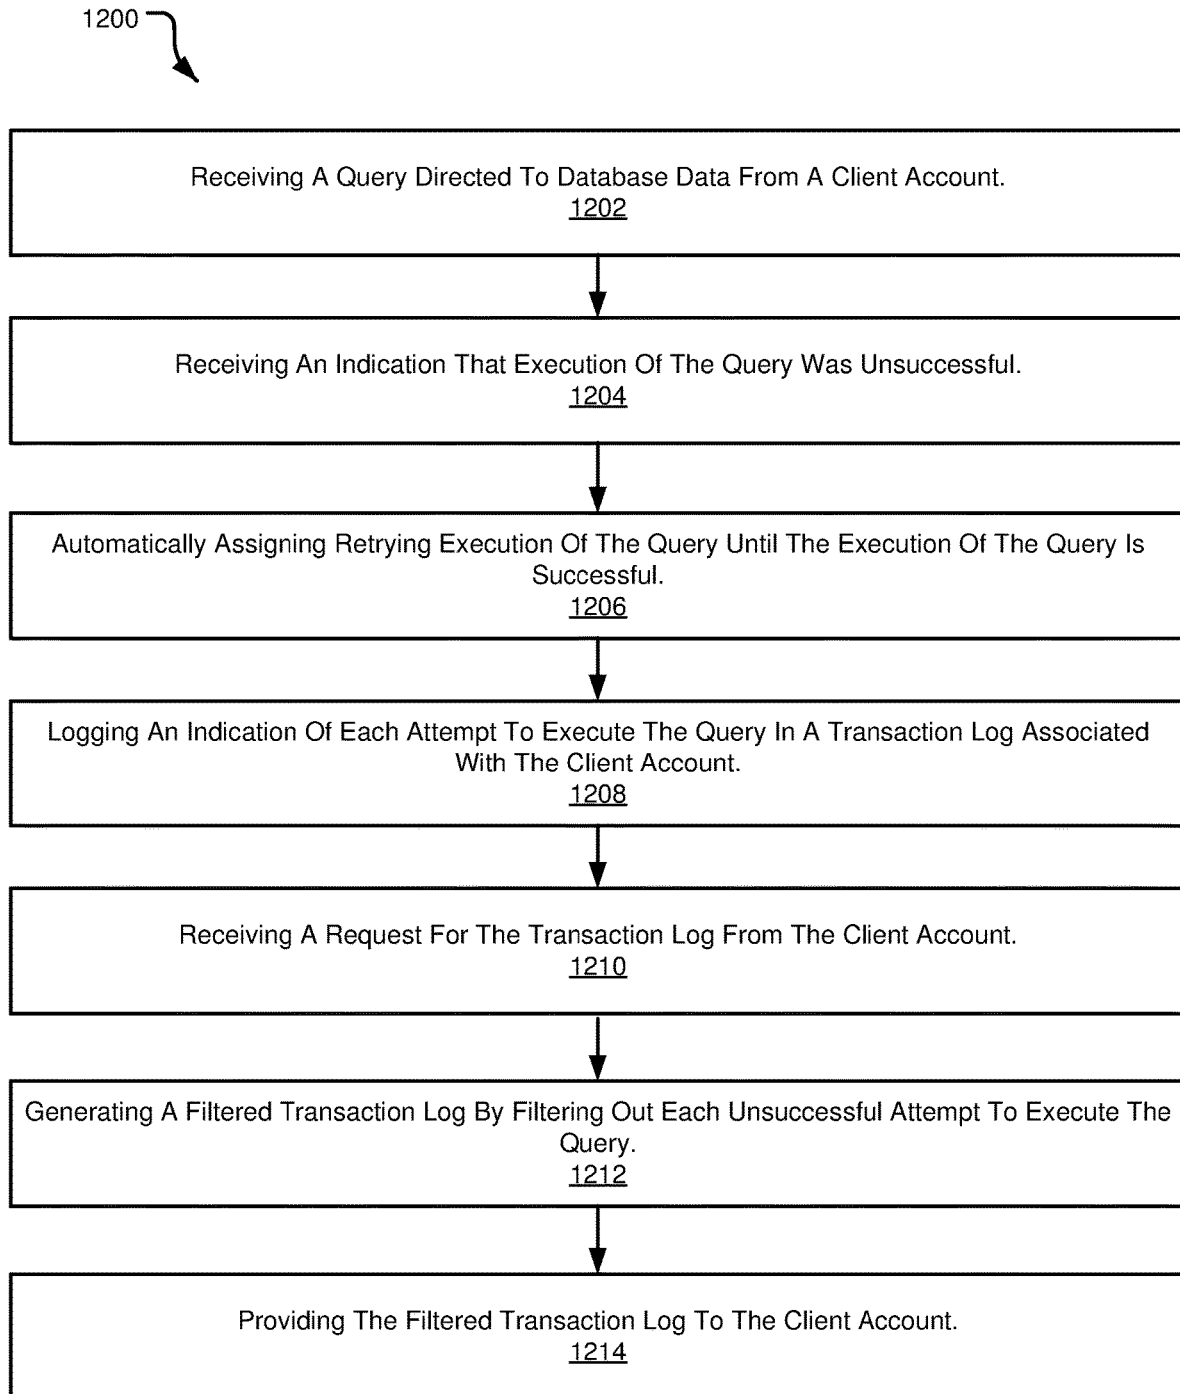 1200
Receiving A Query Directed To Database Data From A Client Account.
1202
Receiving An Indication That Execution Of The Query Was Unsuccessful.
1204
Automatically Assigning Retrying Execution Of The Query Until The Execution Of The Query Is
Successful.
1206
Logging An Indication Of Each Attempt To Execute The Query In A Transaction Log Associated
With The Client Account.
1208
Receiving A Request For The Transaction Log From The Client Account.
1210
Generating A Filtered Transaction Log By Filtering Out Each Unsuccessful Attempt To Execute The
Query.
1212
Providing The Filtered Transaction Log To The Client Account.
1214